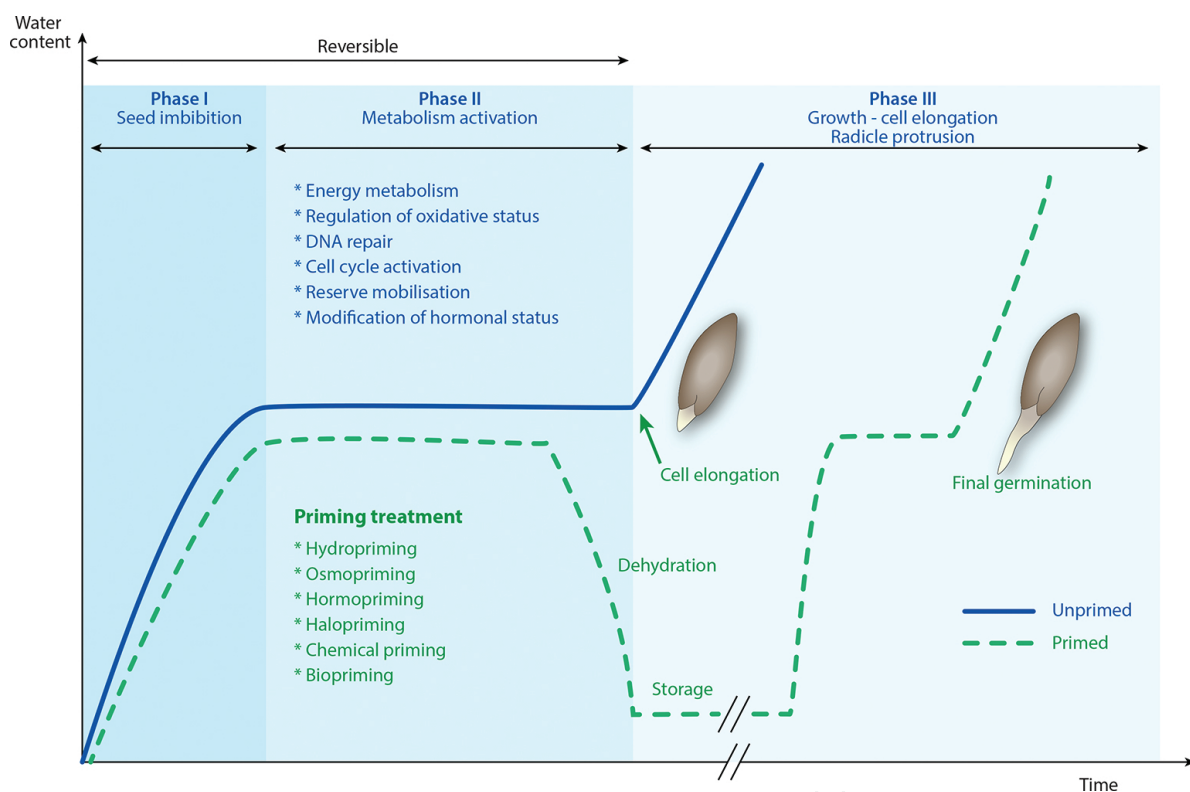 Water
content
Reversible
Phase I
Seed imbibition
Phase II
Metabolism activation
Phase III
Growth - cell elongation
Radicle protrusion
* Energy metabolism
* Regulation of oxidative status
* DNA repair
* Cell cycle activation
* Reserve mobilisation
* Modification of hormonal status
Cell elongation
Final germination
Priming treatment
* Hydropriming
* Osmopriming
* Hormopriming
* Halopriming
* Chemical priming
* Biopriming
Dehydration
Storage
Unprimed
Primed
Time